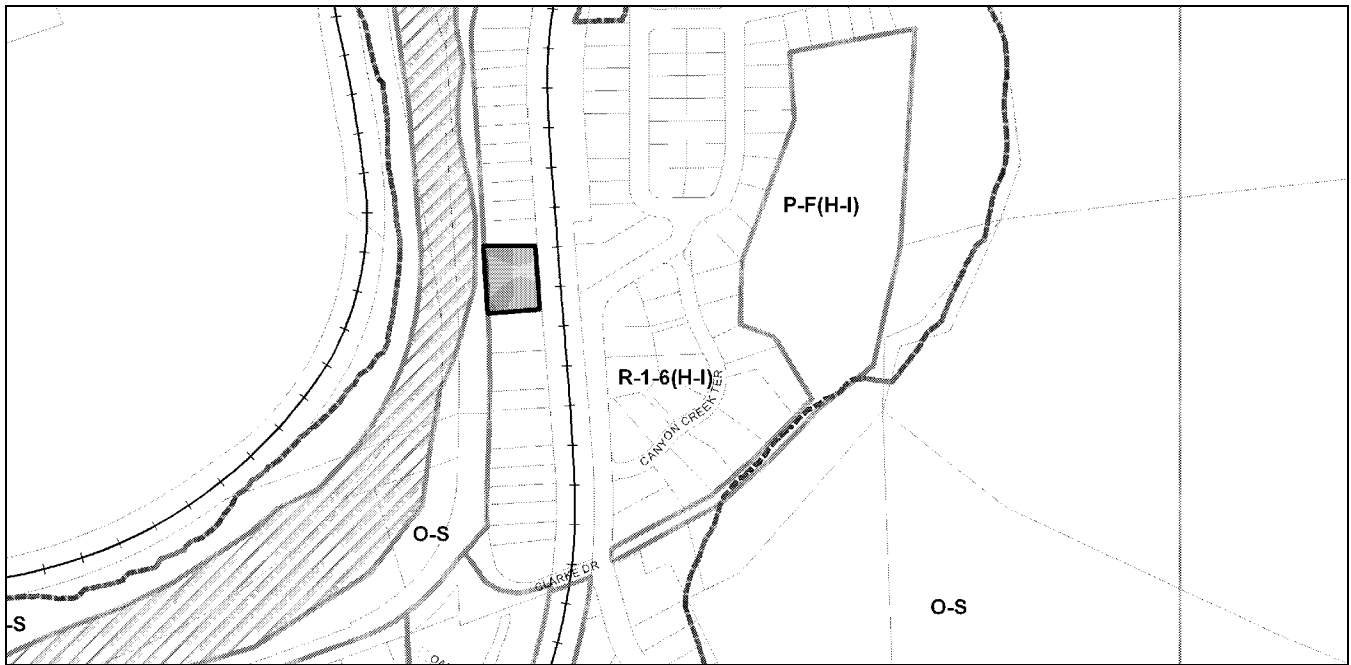 P-F(H-I)
R-1-6(H-I)
CANYON CREEK TER
O-S
CLARKE DR
O-S
-S